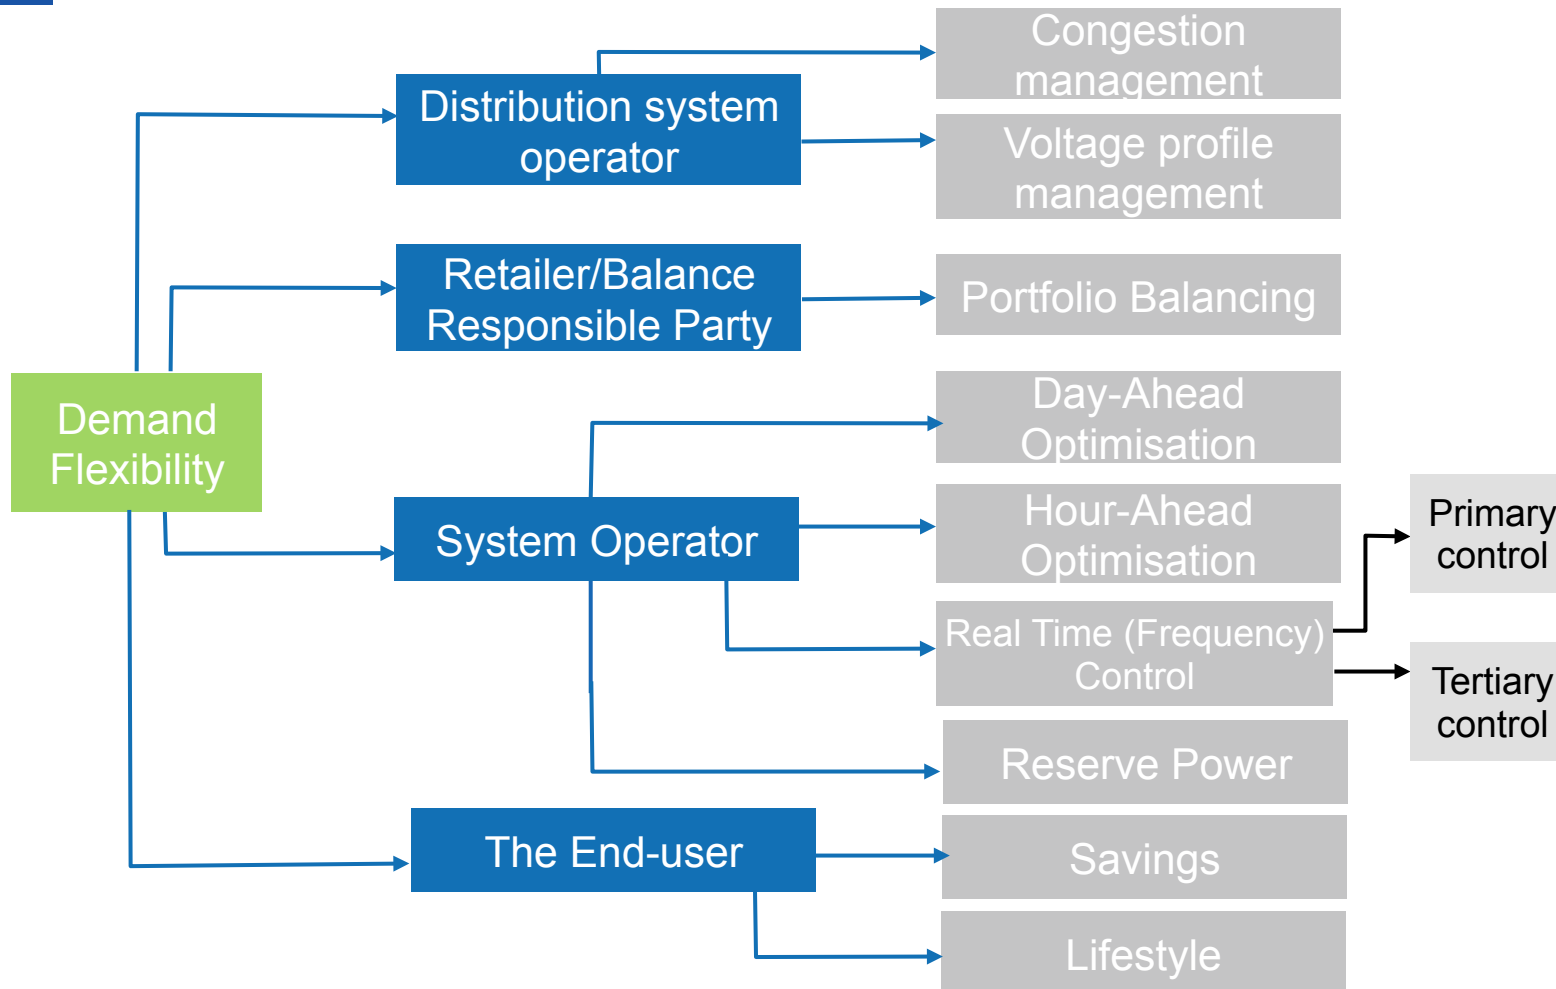 Congestion
management
Distribution system
operator
Voltage profile
management
Retailer/Balance
Responsible Party
Portfolio Balancing
Demand
Flexibility
Day-Ahead
Optimisation
System Operator
Hour-Ahead
Optimisation
Primary
control
Real Time (Frequency)
Control
Tertiary
control
Reserve Power
The End-user
Savings
Lifestyle